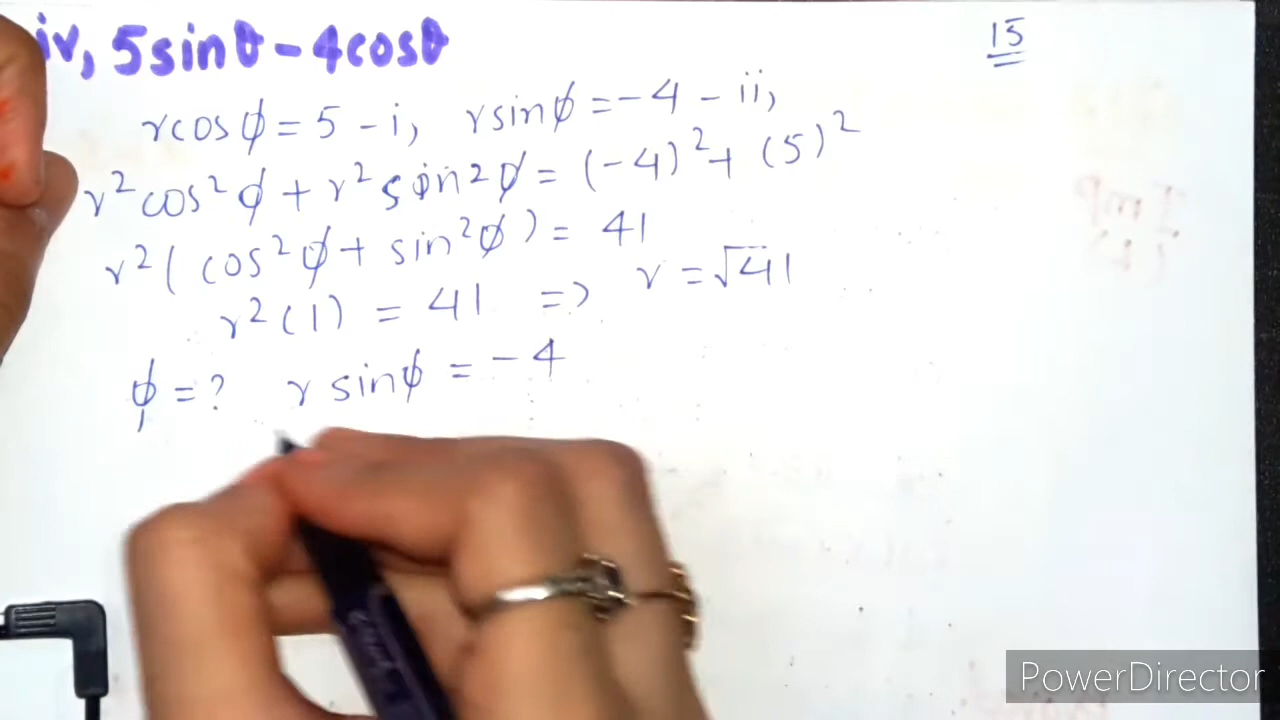 iv, 5sinθ - 4cosθ
15
rcosϕ = 5 - i, rsinϕ = -4 - ii,
r²cos²ϕ + r²sin²ϕ = (-4)² + (5)²
r²(cos²ϕ + sin²ϕ) = 41
r²(1) = 41 => r = √41
ϕ = ? r sinϕ = -4
PowerDirector